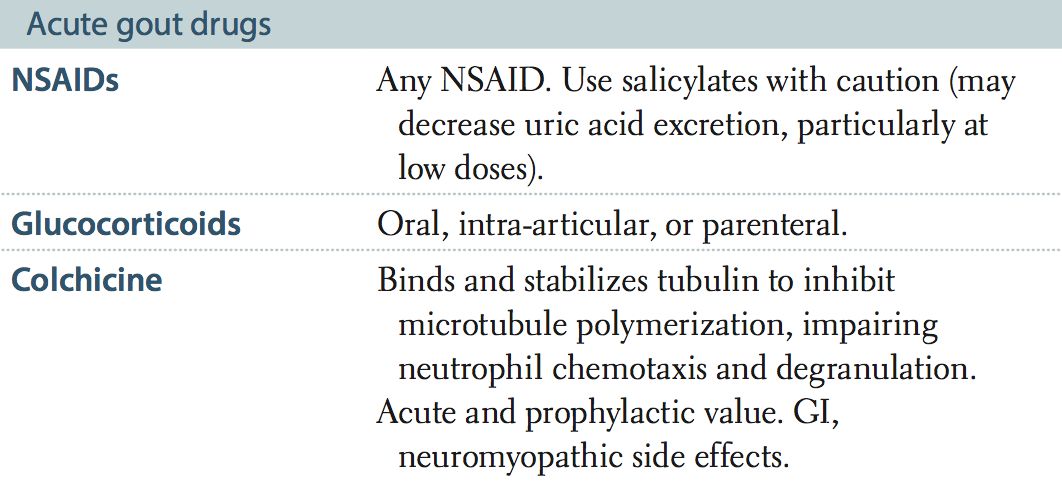 Acute gout drugs
NSAIDs Any NSAID. Use salicylates with caution (may
decrease uric acid excretion, particularly at
low doses).
Glucocorticoids Oral, intra-articular, or parenteral.
Colchicine Binds and stabilizes tubulin to inhibit
microtubule polymerization, impairing
neutrophil chemotaxis and degranulation.
Acute and prophylactic value. GI,
neuromyopathic side effects.